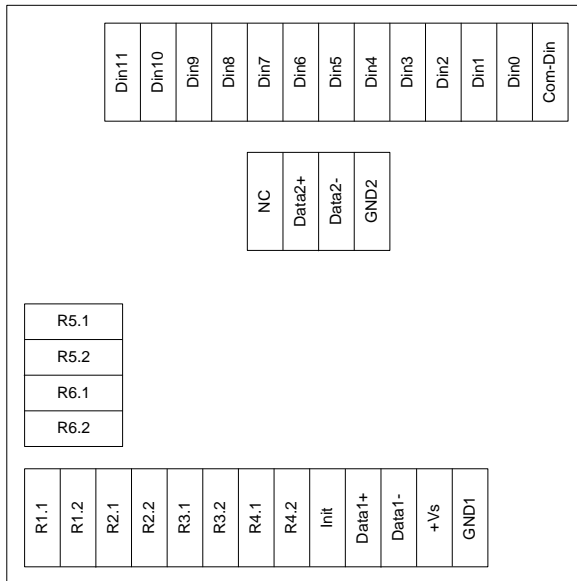 Din11 Din10 Din9 Din8 Din7 Din6 Din5 Din4 Din3 Din2 Din1 Din0 Com-Din
NC Data2+ Data2- GND2
R5.1
R5.2
R6.1
R6.2
R1.1 R1.2 R2.1 R2.2 R3.1 R3.2 R4.1 R4.2 Init Data1+ Data1- +Vs GND1